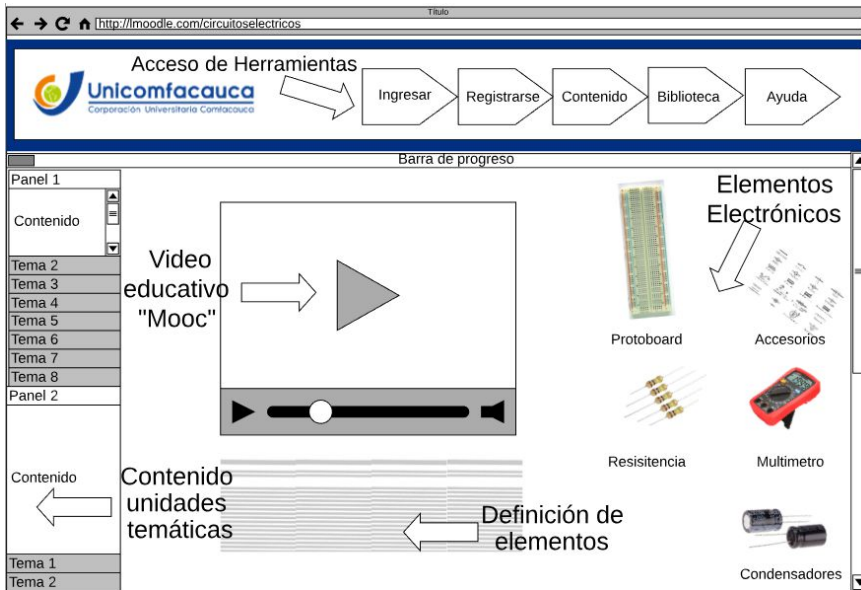 Título
http://lmoodle.com/circuitoselectricos
Unicomfacauca
Corporación Universitaria Comfacauca
Acceso de Herramientas
Ingresar
Registrarse
Contenido
Biblioteca
Ayuda
Barra de progreso
Panel 1
Contenido
Tema 2
Tema 3
Tema 4
Tema 5
Tema 6
Tema 7
Tema 8
Panel 2
Contenido
Tema 1
Tema 2
Video
educativo
"Mooc"
Contenido
unidades
temáticas
Definición de
elementos
Elementos
Electrónicos
Protoboard
Accesorios
Resisitencia
Multimetro
Condensadores